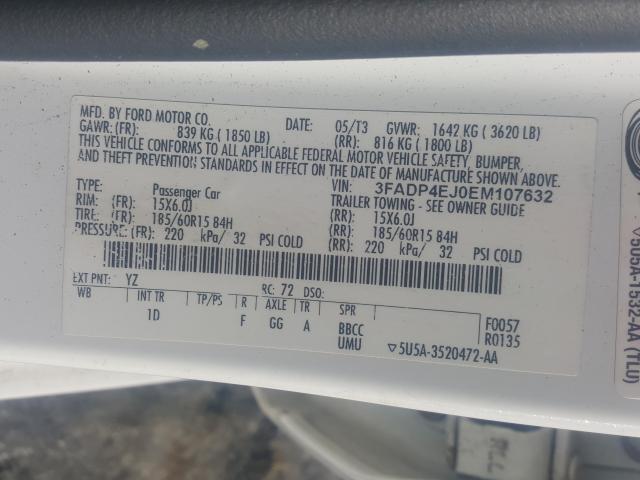 MFD. BY FORD MOTOR CO. DATE: 05/T3 GVWR: 1642 KG ( 3620 LB)
GAWR: (FR): 839 KG ( 1850 LB) (RR): 816 KG ( 1800 LB)
THIS VEHICLE CONFORMS TO ALL APPLICABLE FEDERAL MOTOR VEHICLE SAFETY, BUMPER,
AND THEFT PREVENTION STANDARDS IN EFFECT ON THE DATE OF MANUFACTURE SHOWN ABOVE.
VIN: 3FADP4EJ0EM107632
TYPE: Passenger Car TRAILER TOWING - SEE OWNER GUIDE
RIM: (FR): 15X6.0J (RR): 15X6.0J
TIRE: (FR): 185/60R15 84H (RR): 185/60R15 84H
PRESSURE: (FR): 220 kPa/ 32 PSI COLD (RR): 220 kPa/ 32 PSI COLD
EXT PNT: YZ RC: 72 DSO:
WB INT TR TP/PS R AXLE TR SPR
1D F GG A BBCC F0057
UMU R0135
▽5U5A-3520472-AA
▽5U5A-1532-AA (TLU)